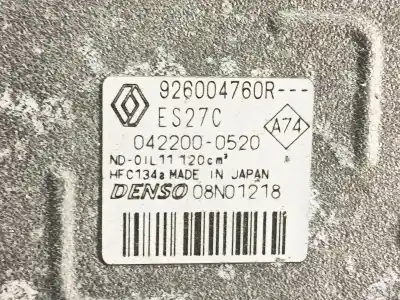 926004760R---
ES27C
A74
042200-0520
ND-OIL11 120cm³
HFC134a MADE IN JAPAN
DENSO 08N01218